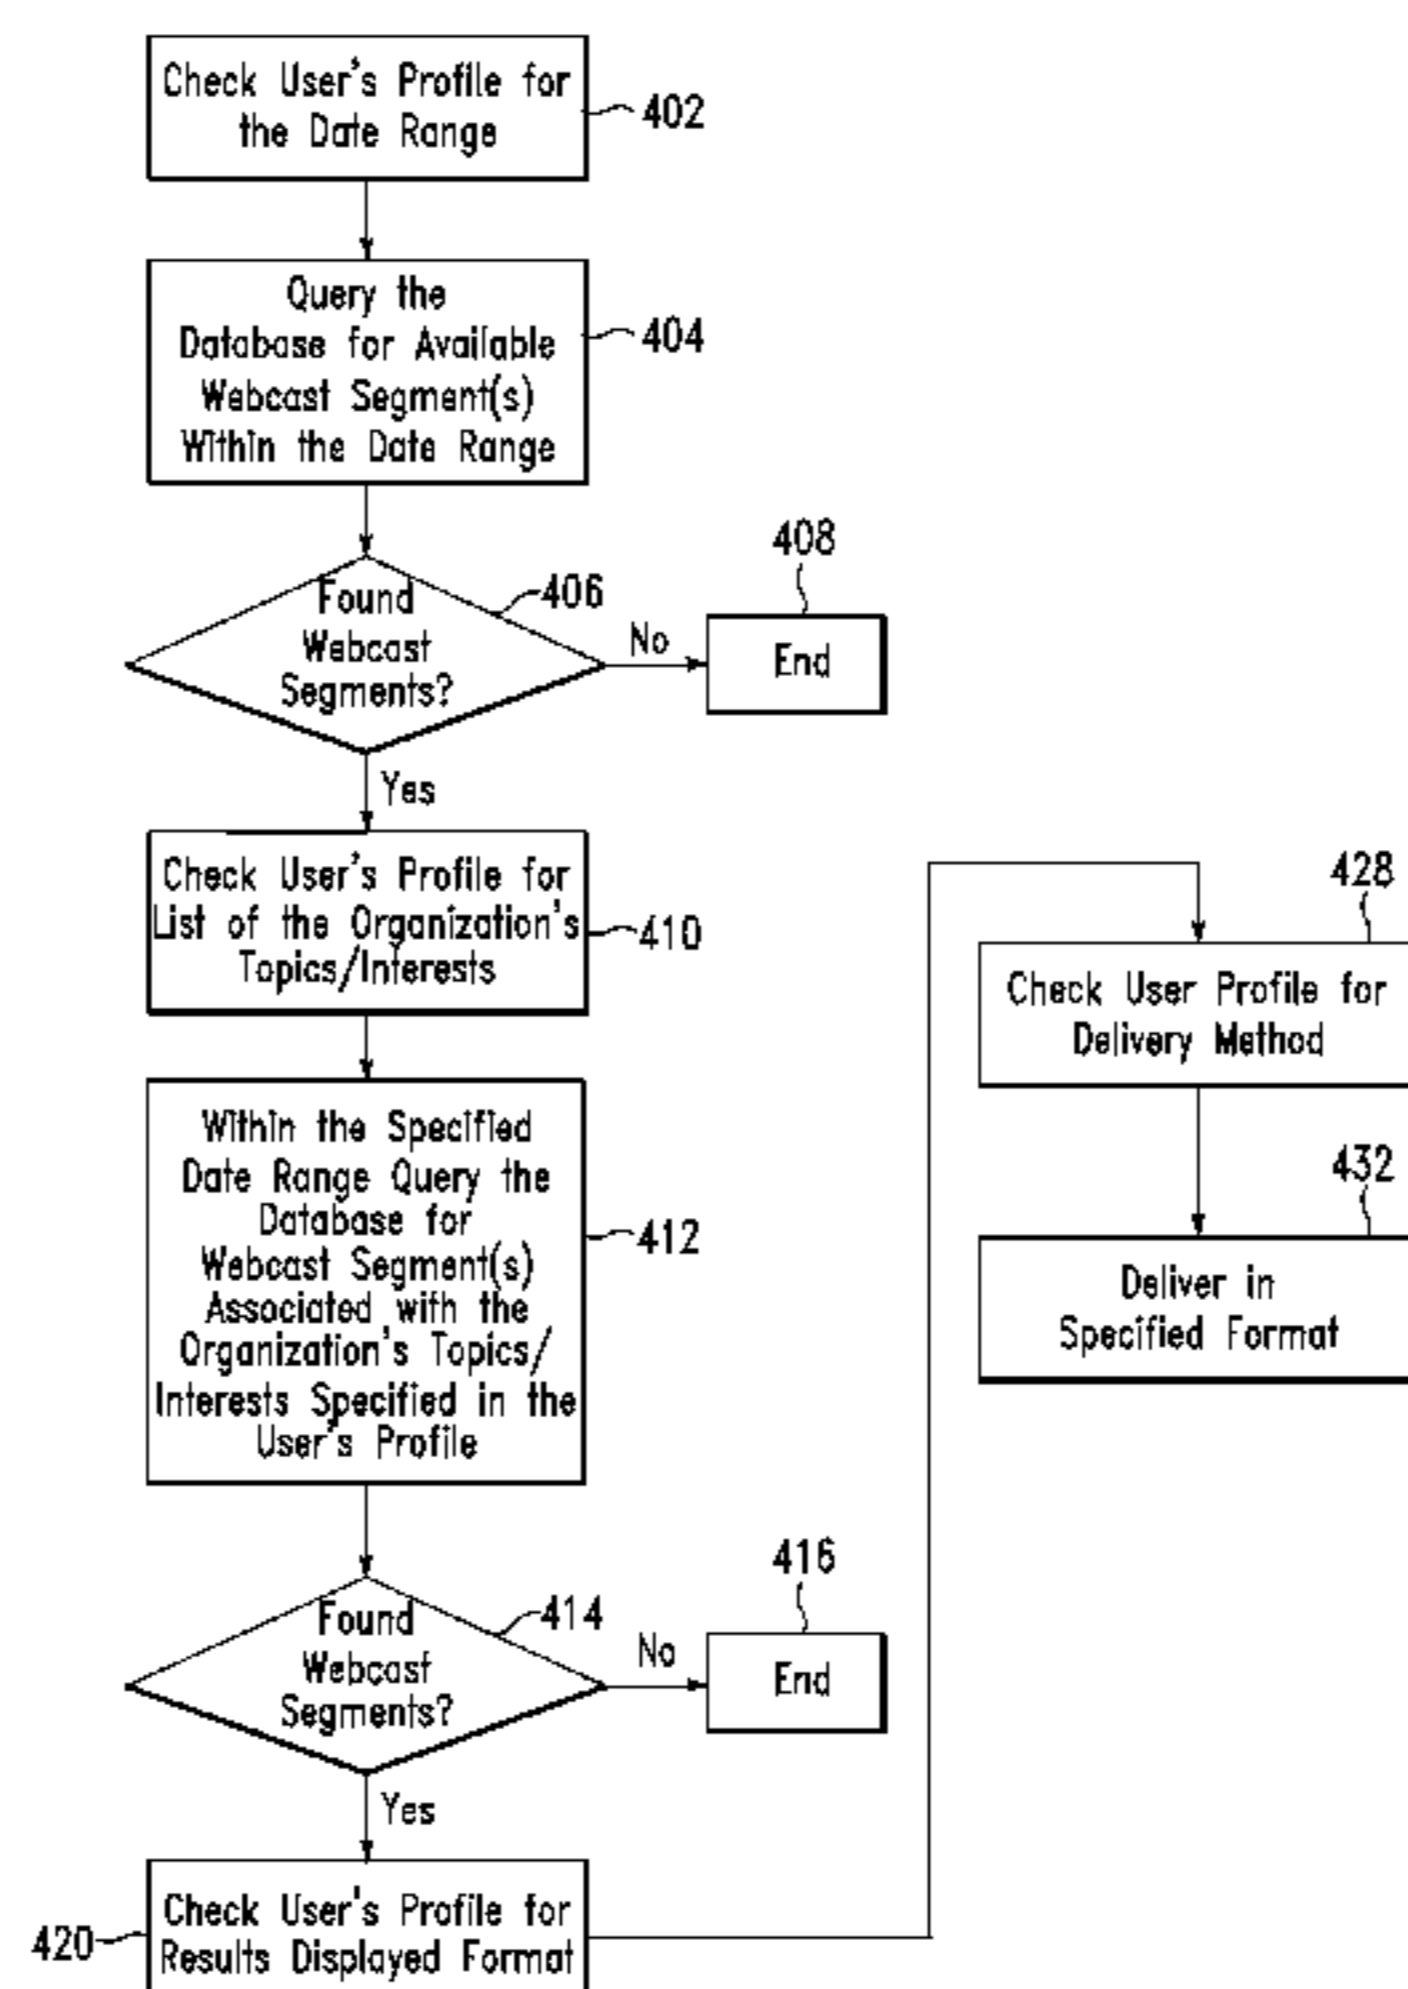 Check User's Profile for
the Date Range
402
Query the
Database for Available
Webcast Segment(s)
Within the Date Range
404
Found
Webcast
Segments?
406
No
408
End
Yes
Check User's Profile for
List of the Organization's
Topics/Interests
410
Within the Specified
Date Range Query the
Database for
Webcast Segment(s)
Associated with the
Organization's Topics/
Interests Specified in the
User's Profile
412
Found
Webcast
Segments?
414
No
416
End
Yes
Check User's Profile for
Results Displayed Format
420
428
Check User Profile for
Delivery Method
432
Deliver in
Specified Format